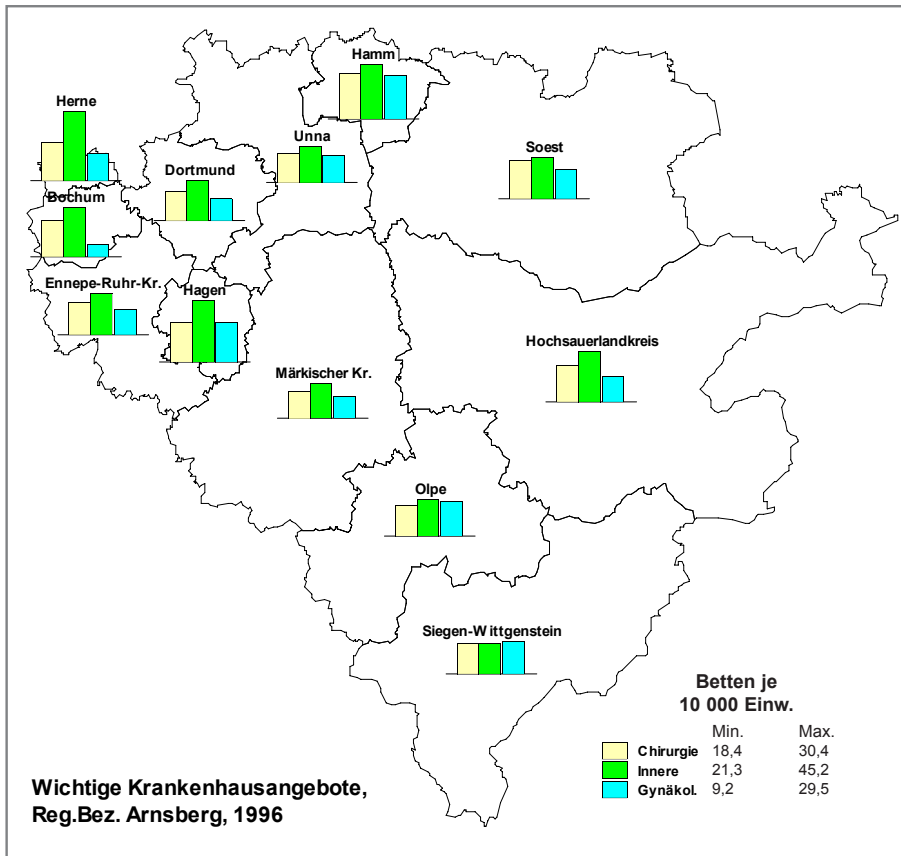 Hamm
Herne
Unna
Soest
Dortmund
Bochum
Ennepe-Ruhr-Kr.
Hagen
Hochsauerlandkreis
Märkischer Kr.
Olpe
Siegen-Wittgenstein
Betten je
10 000 Einw.
Min. Max.
Chirurgie 18,4 30,4
Innere 21,3 45,2
Gynäkol. 9,2 29,5
Wichtige Krankenhausangebote,
Reg.Bez. Arnsberg, 1996